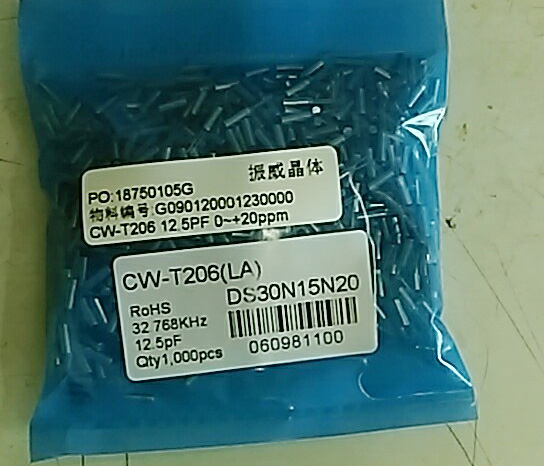 振威晶体
PO:18750105G
物料编号:G090120001230000
CW-T206 12.5PF 0~+20ppm
CW-T206(LA)
DS30N15N20
RoHS
32 768KHz
12.5pF
Qty1,000pcs
060981100